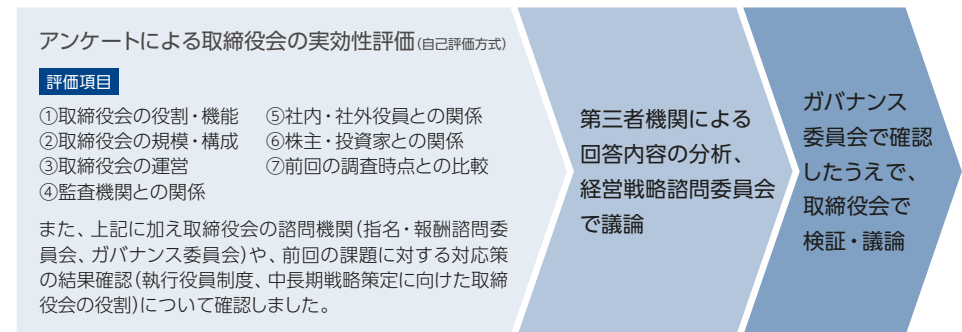 アンケートによる取締役会の実効性評価(自己評価方式)
評価項目
①取締役会の役割・機能
②取締役会の規模・構成
③取締役会の運営
④監査機関との関係
⑤社内・社外役員との関係
⑥株主・投資家との関係
⑦前回の調査時点との比較
また、上記に加え取締役会の諮問機関(指名・報酬諮問委
員会、ガバナンス委員会)や、前回の課題に対する対応策
の結果確認(執行役員制度、中長期戦略策定に向けた取締
役会の役割)について確認しました。
第三者機関による
回答内容の分析、
経営戦略諮問委員会
で議論
ガバナンス
委員会で確認
したうえで、
取締役会で
検証・議論